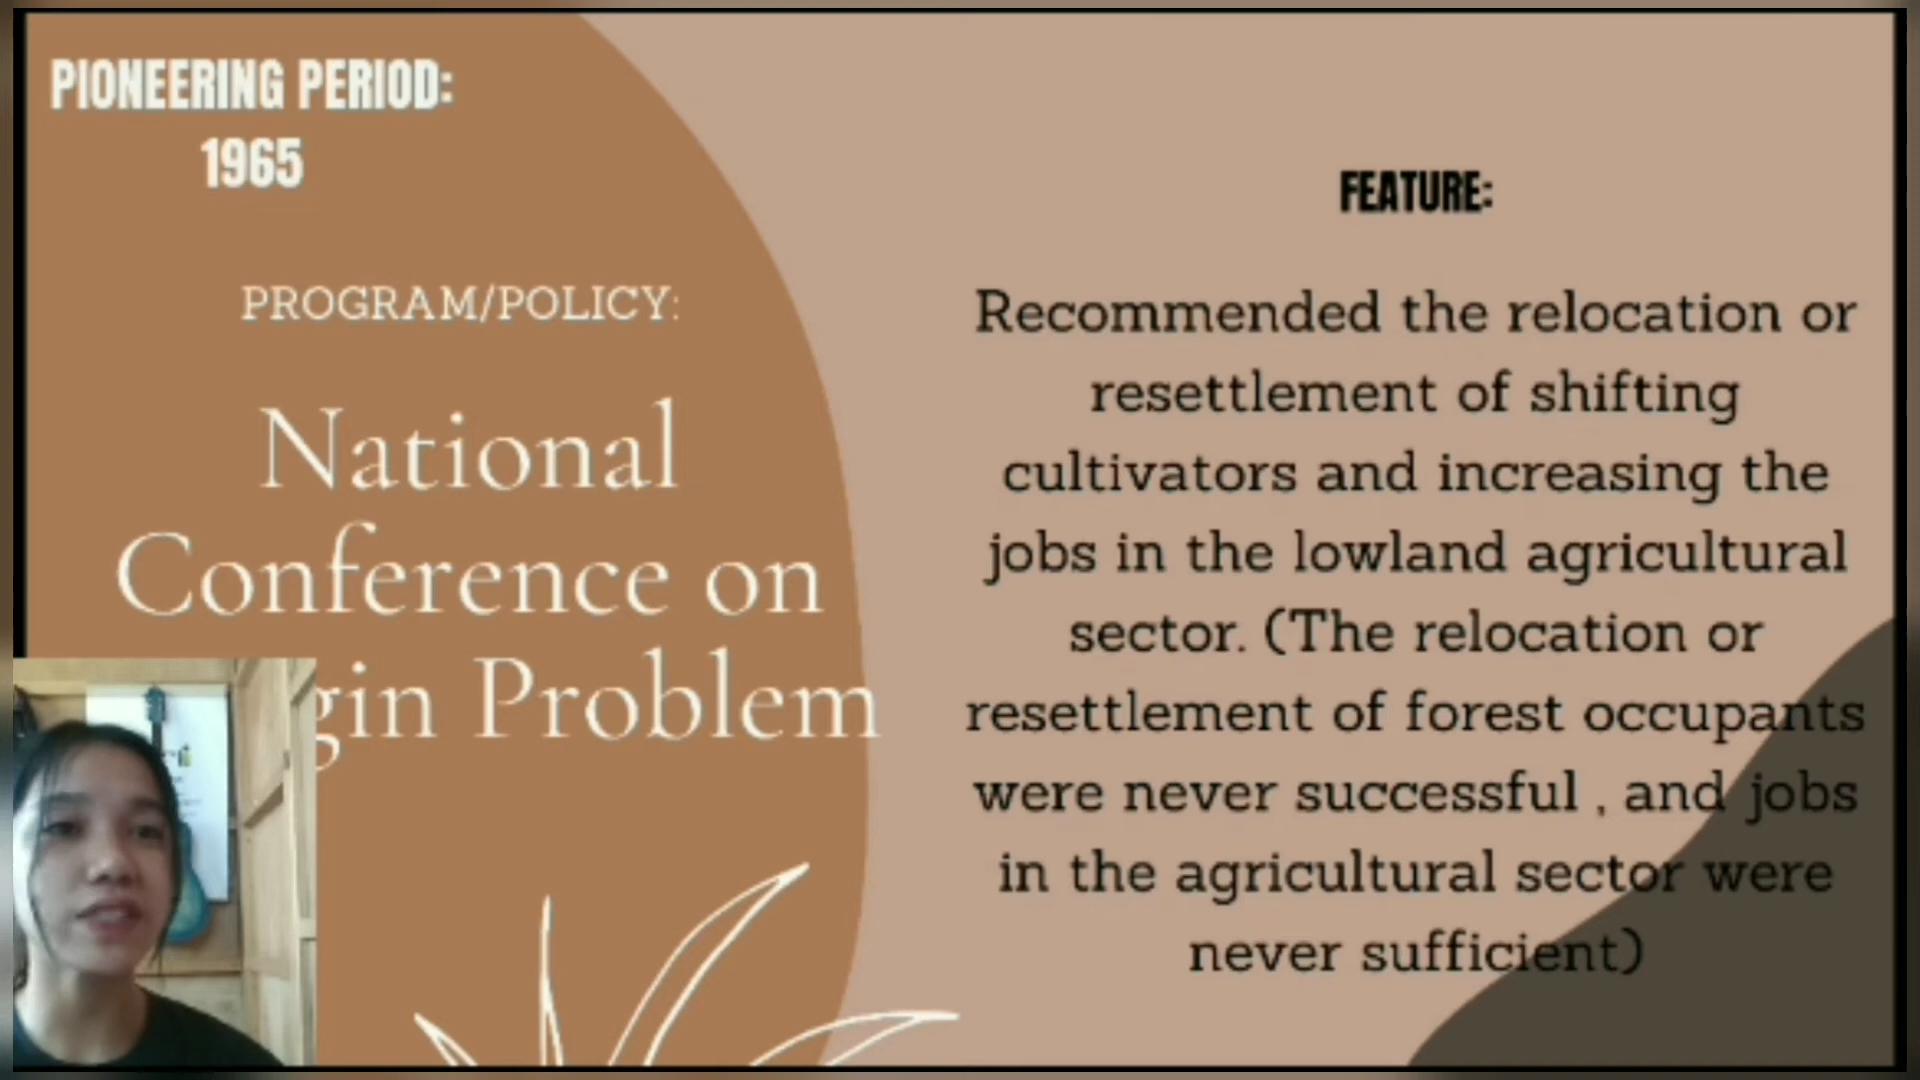 PIONEERING PERIOD:
1965
PROGRAM/POLICY:
National
Conference on
Problem
FEATURE:
Recommended the relocation or
resettlement of shifting
cultivators and increasing the
jobs in the lowland agricultural
sector. (The relocation or
resettlement of forest occupants
were never successful , and jobs
in the agricultural sector were
never sufficient)